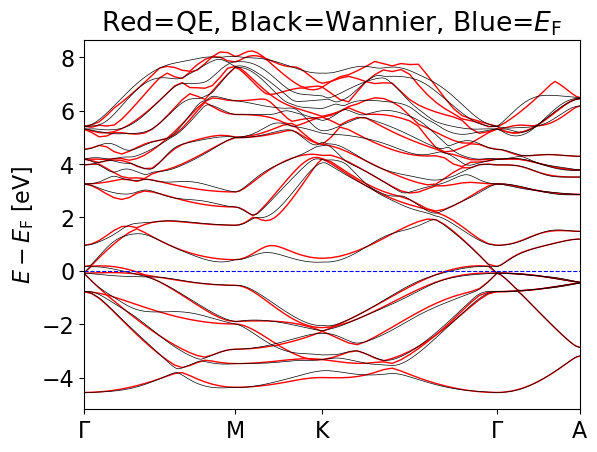 Red=QE, Black=Wannier, Blue=E_F
E − E_F [eV]
8
6
4
2
0
−2
−4
Γ M K Γ A